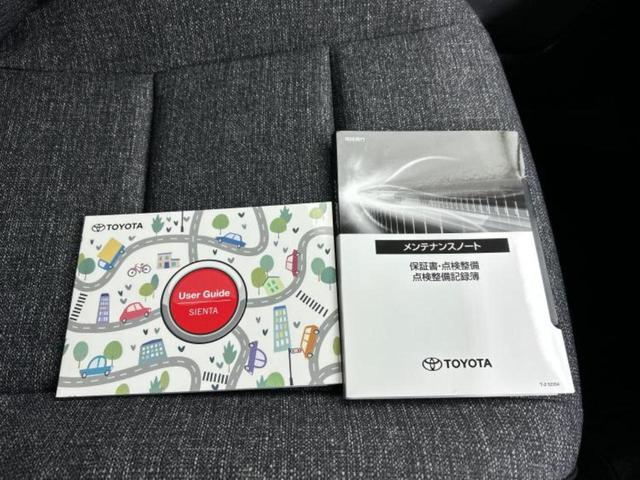 TOYOTA
User Guide
SIENTA
メンテナンスノート
保証書・点検整備
点検整備記録簿
TOYOTA